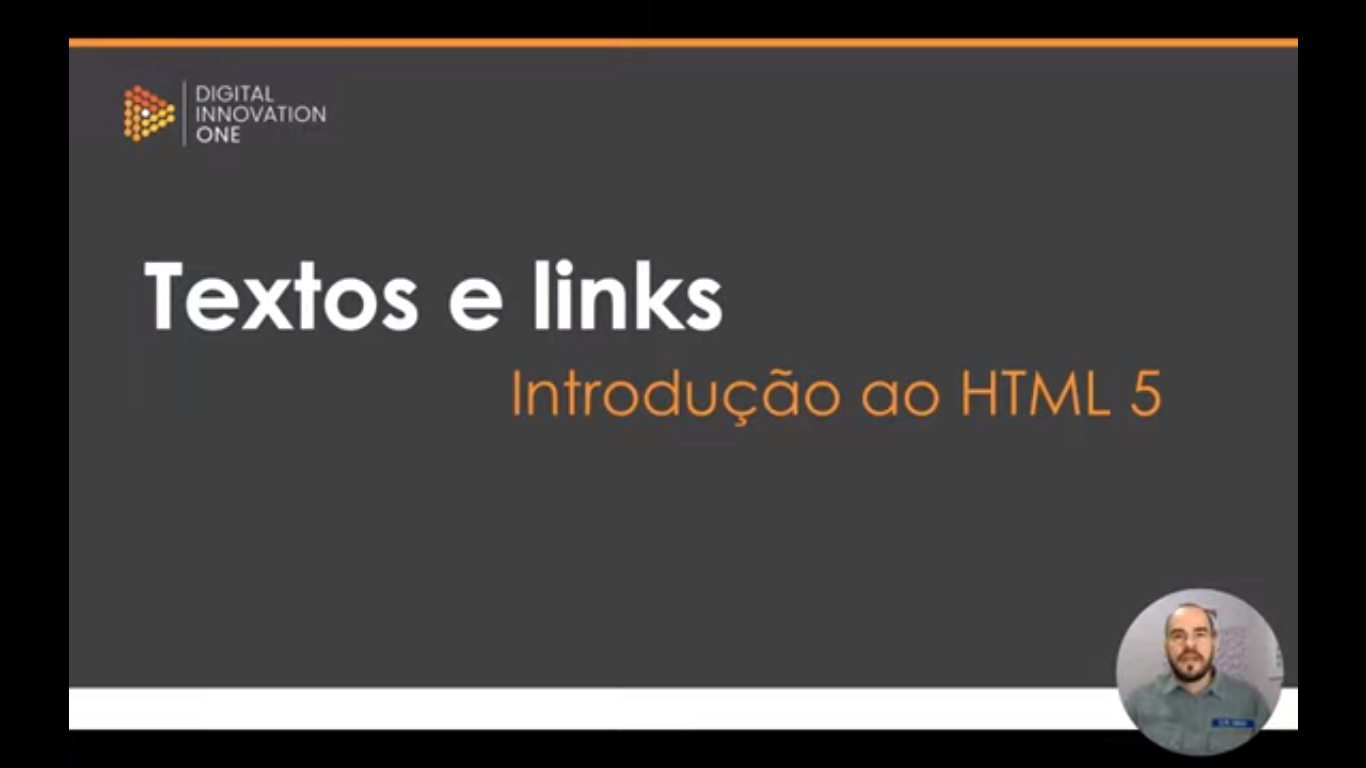 DIGITAL
INNOVATION
ONE
Textos e links
Introdução ao HTML 5